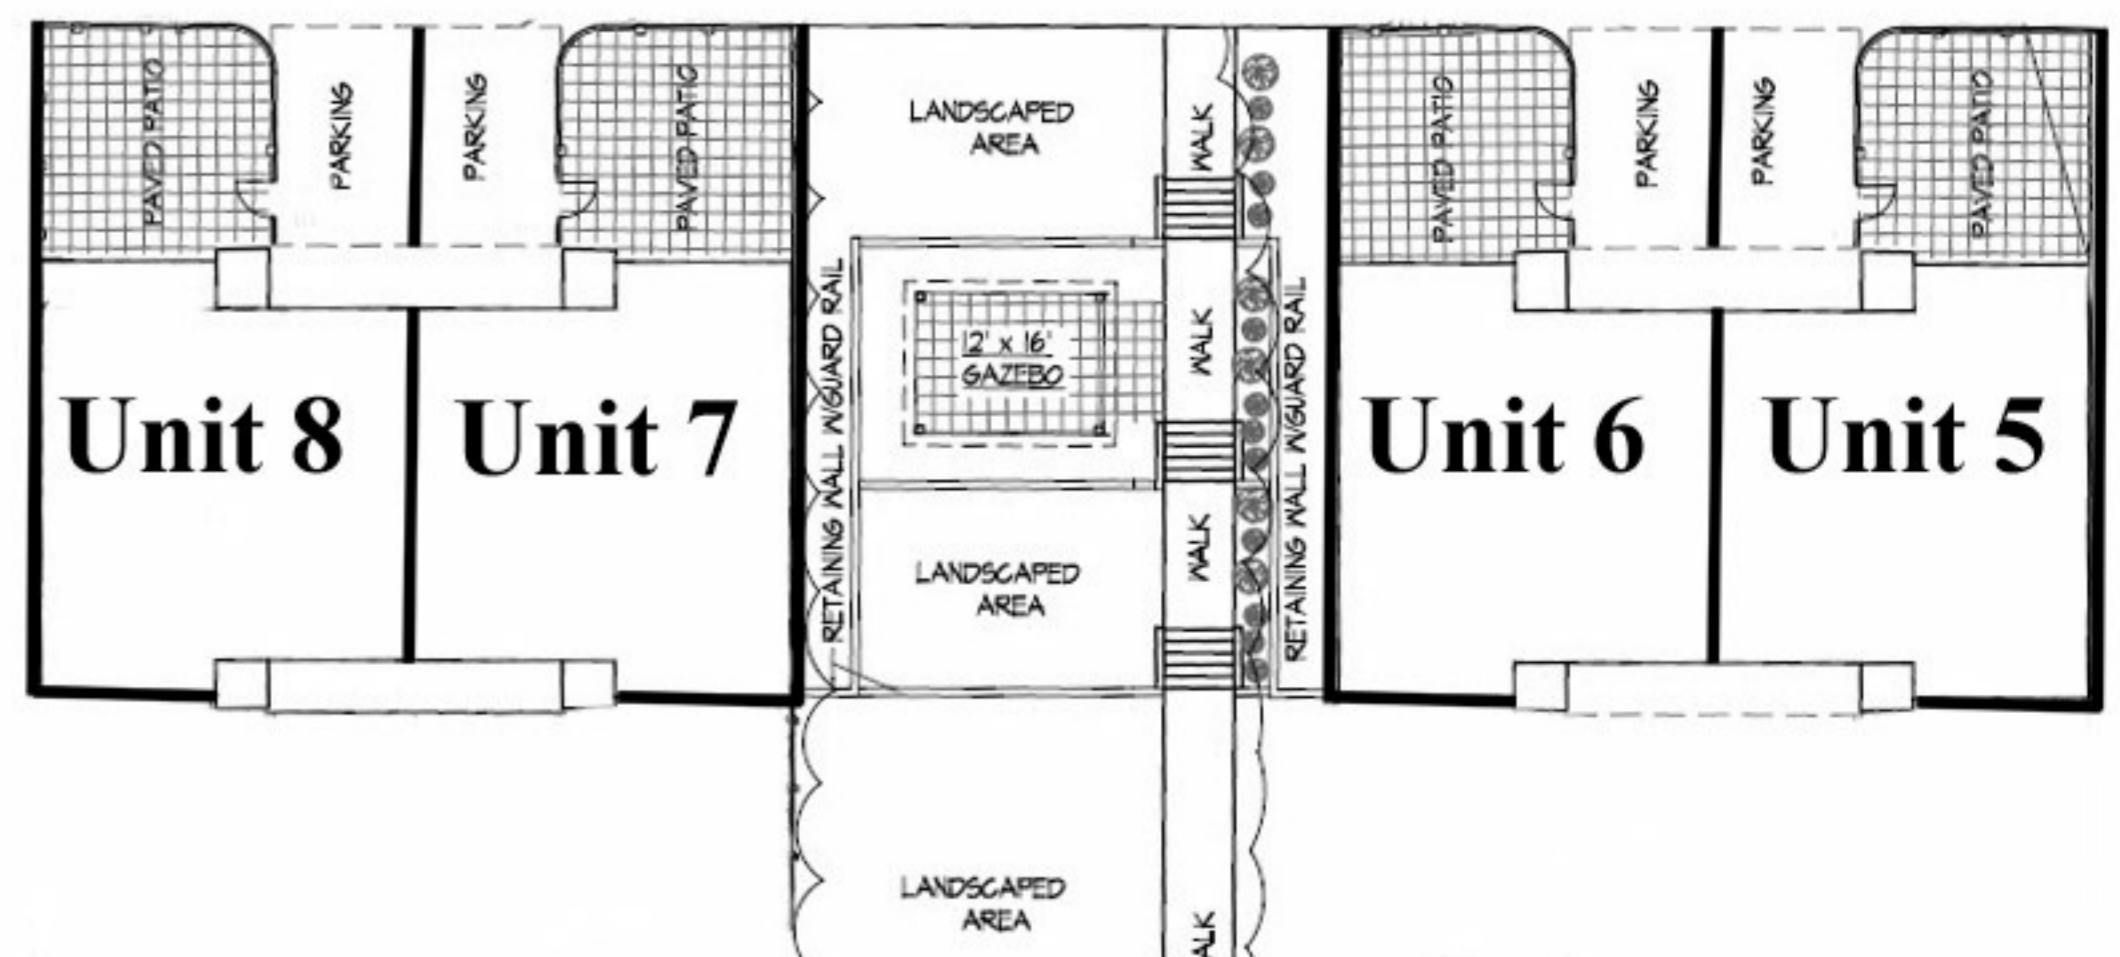 PAVED PATIO
PARKING
PARKING
PAVED PATIO
LANDSCAPED
AREA
WALK
PAVED PATIO
PARKING
PARKING
PAVED PATIO
Unit 8
Unit 7
RETAINING WALL W/GUARD RAIL
12' x 16'
GAZEBO
WALK
RETAINING WALL W/GUARD RAIL
Unit 6
Unit 5
LANDSCAPED
AREA
WALK
LANDSCAPED
AREA
ALK